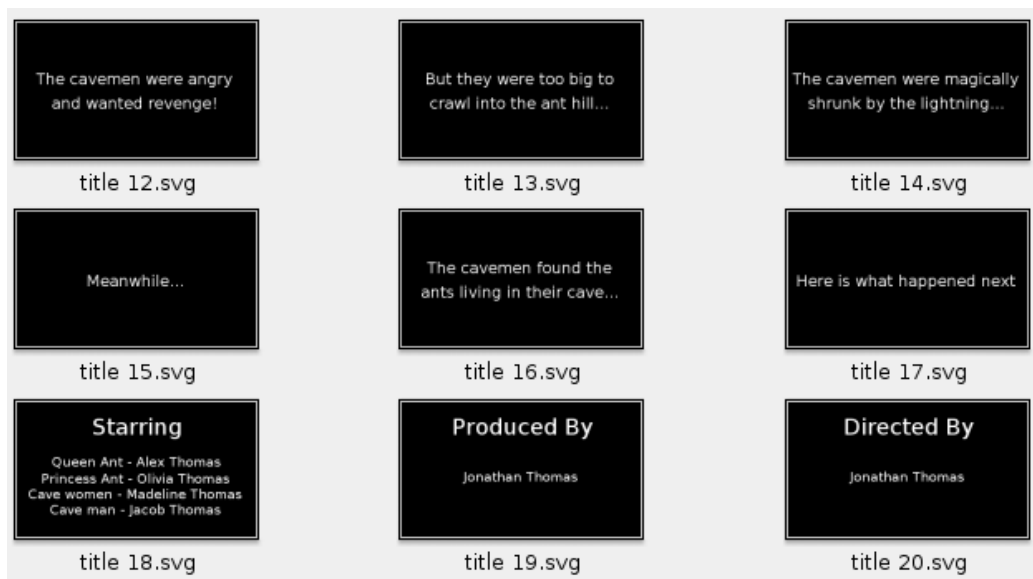 The cavemen were angry
and wanted revenge!
title 12.svg
But they were too big to
crawl into the ant hill...
title 13.svg
The cavemen were magically
shrunk by the lightning...
title 14.svg
Meanwhile...
title 15.svg
The cavemen found the
ants living in their cave...
title 16.svg
Here is what happened next
title 17.svg
Starring
Queen Ant - Alex Thomas
Princess Ant - Olivia Thomas
Cave women - Madeline Thomas
Cave man - Jacob Thomas
title 18.svg
Produced By
Jonathan Thomas
title 19.svg
Directed By
Jonathan Thomas
title 20.svg